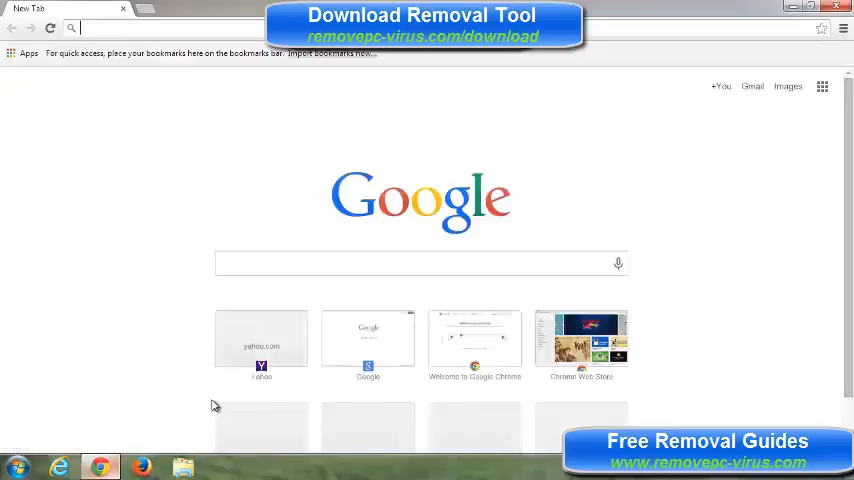 New Tab
Download Removal Tool
removepc-virus.com/download
Apps For quick access, place your bookmarks here on the bookmarks bar. Import bookmarks now...
+You Gmail Images
Google
yahoo.com
Google
Yahoo
Google
Welcome to Google Chrome
Chrome Web Store
Free Removal Guides
www.removepc-virus.com